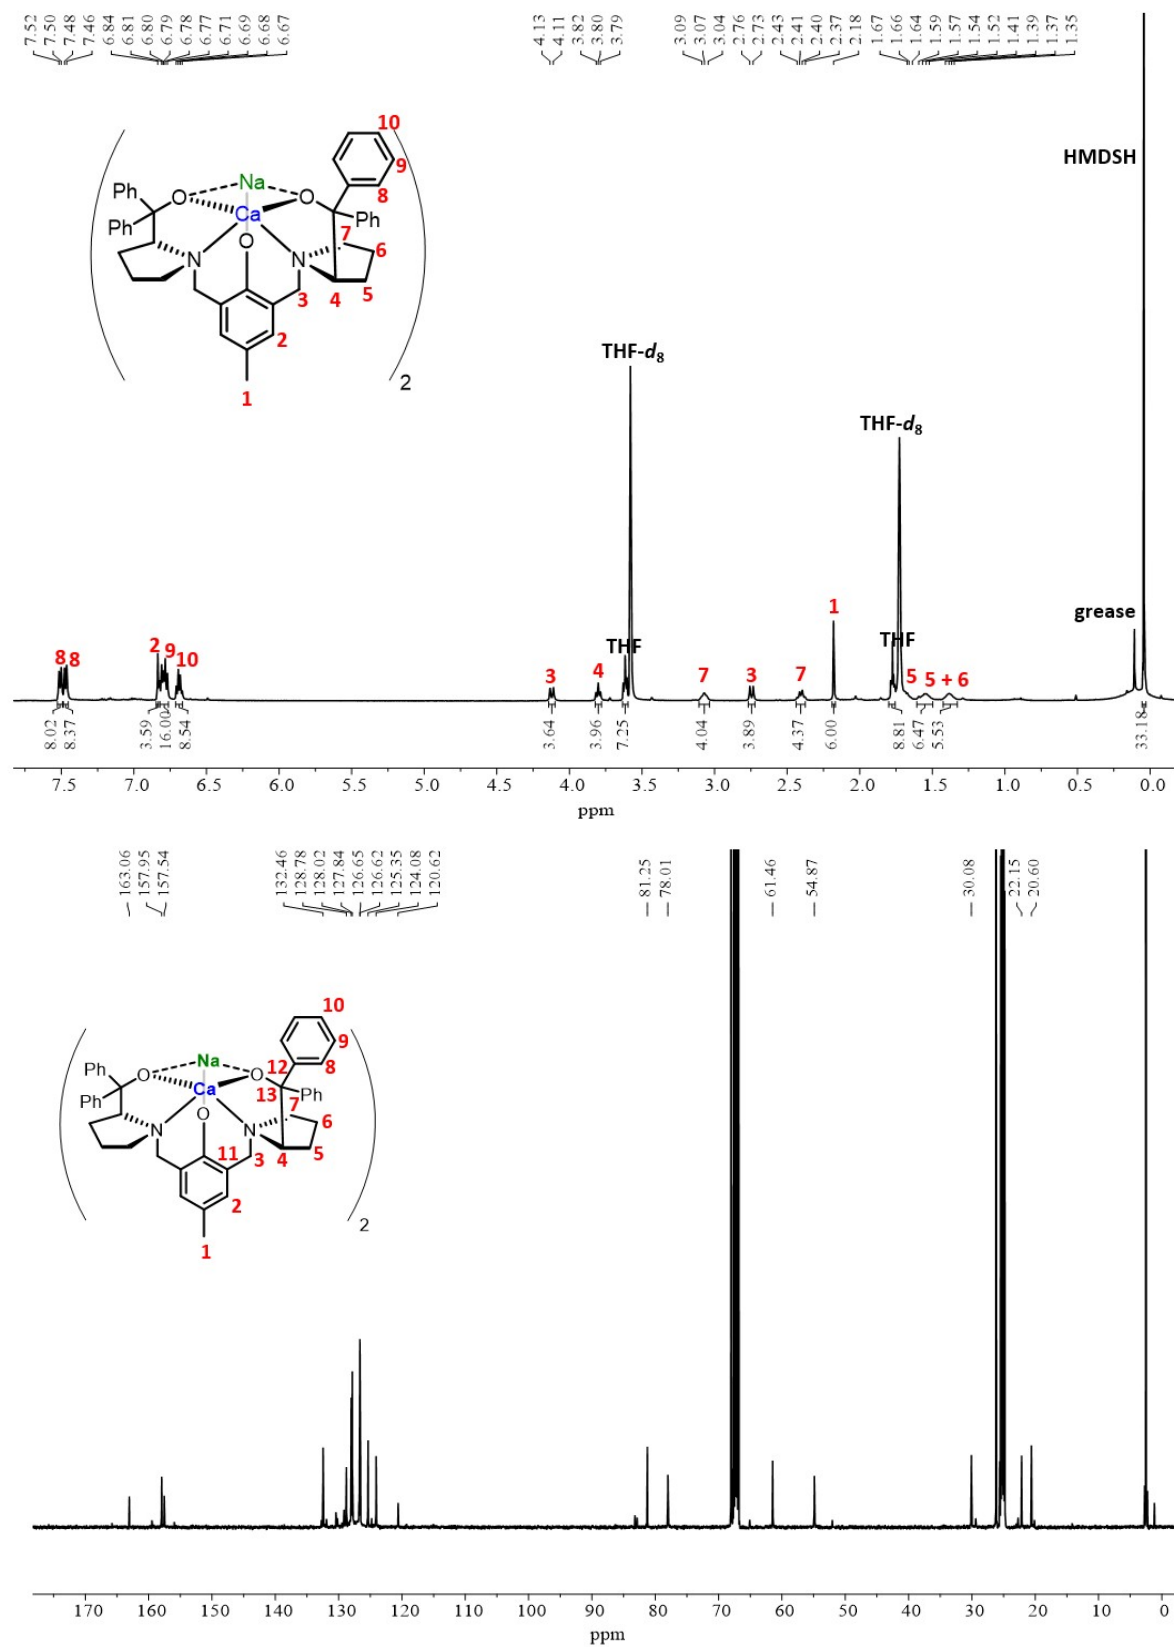 7.52 7.50 7.48 7.46 6.84 6.81 6.80 6.79 6.78 6.77 6.71 6.69 6.68 6.67 4.13 4.11 3.82 3.80 3.79 3.09 3.07 3.04 2.76 2.73 2.43 2.41 2.40 2.37 2.18 1.67 1.66 1.64 1.59 1.57 1.54 1.52 1.41 1.39 1.37 1.35
10
HMDSH
9
Na
8
Ph
O
O
Ph
Ca
Ph
7
O
6
N
N
3
4
5
2
THF-d8
1
2
THF-d8
1
grease
THF
THF
8 8 2 9 10 3 4 7 3 7 5 5 + 6
8.02 8.37 3.59 16.00 8.54 3.64 3.96 7.25 4.04 3.89 4.37 6.00 8.81 6.47 5.53 33.18
7.5 7.0 6.5 6.0 5.5 5.0 4.5 4.0 3.5 3.0 2.5 2.0 1.5 1.0 0.5 0.0
ppm
163.06 157.95 157.54 132.46 128.78 128.02 127.84 126.65 126.62 125.35 124.08 120.62 81.25 78.01 61.46 54.87 30.08 22.15 20.60
10
9
Na
12
8
Ph
O
O
Ca
13
Ph
Ph
7
O
6
N
N
11
3
4
5
2
2
1
170 160 150 140 130 120 110 100 90 80 70 60 50 40 30 20 10 0
ppm